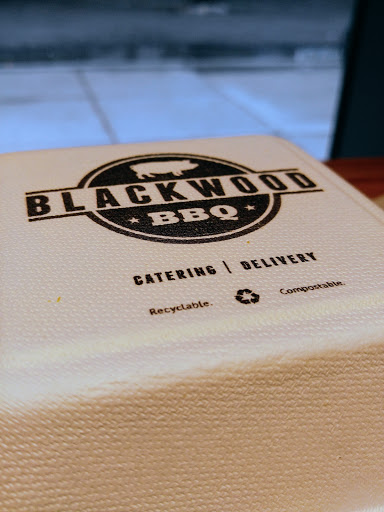 BLACKWOOD
BBQ
CATERING | DELIVERY
Recyclable. Compostable.